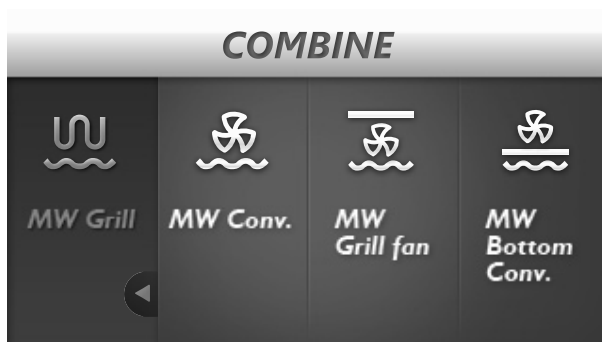 COMBINE
MW Grill
MW Conv.
MW
Grill fan
MW
Bottom
Conv.